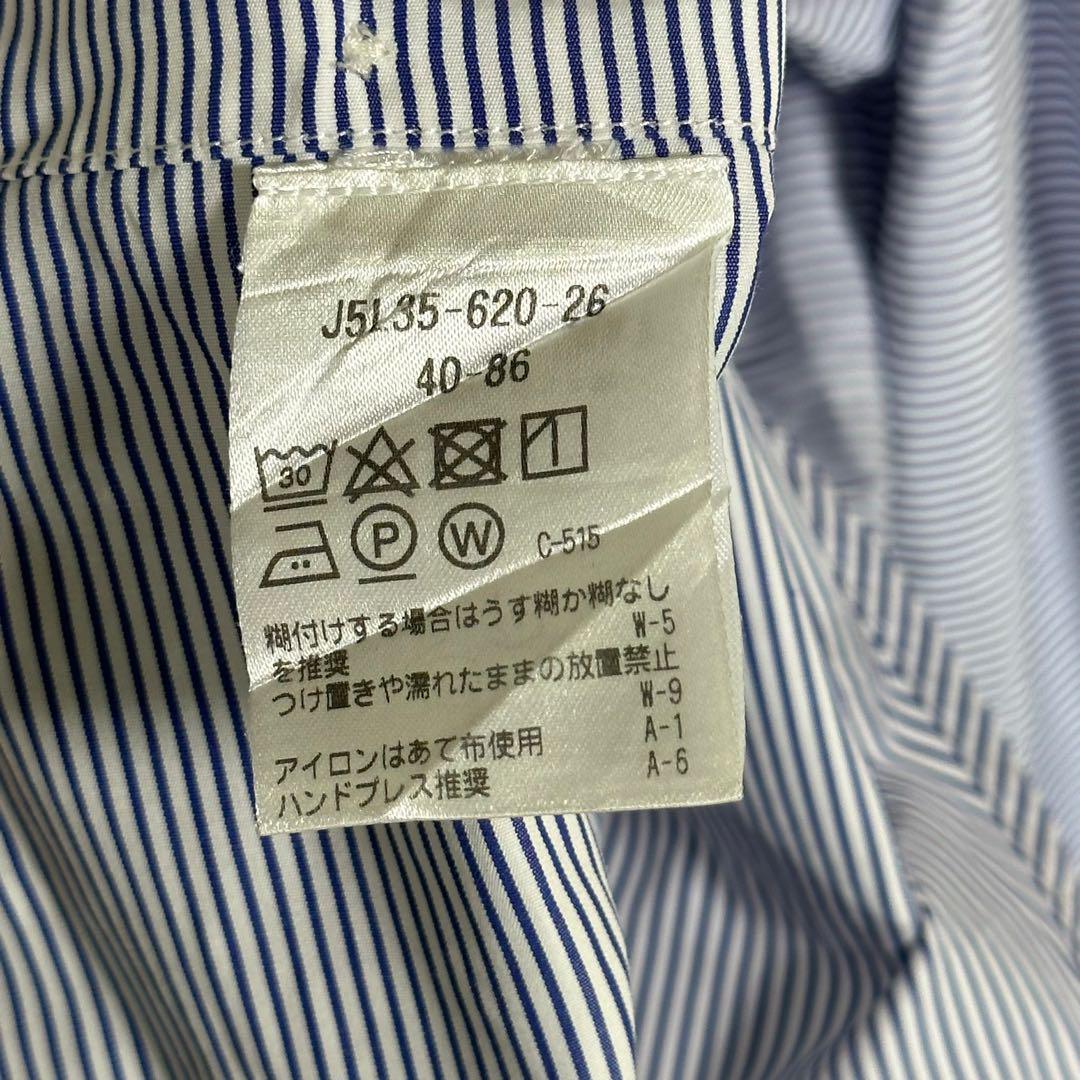 J5L35-620-26
40-86
30
P W C-515
糊付けする場合はうす糊か糊なし
を推奨 W-5
つけ置きや濡れたままの放置禁止
W-9
アイロンはあて布使用 A-1
ハンドプレス推奨 A-6